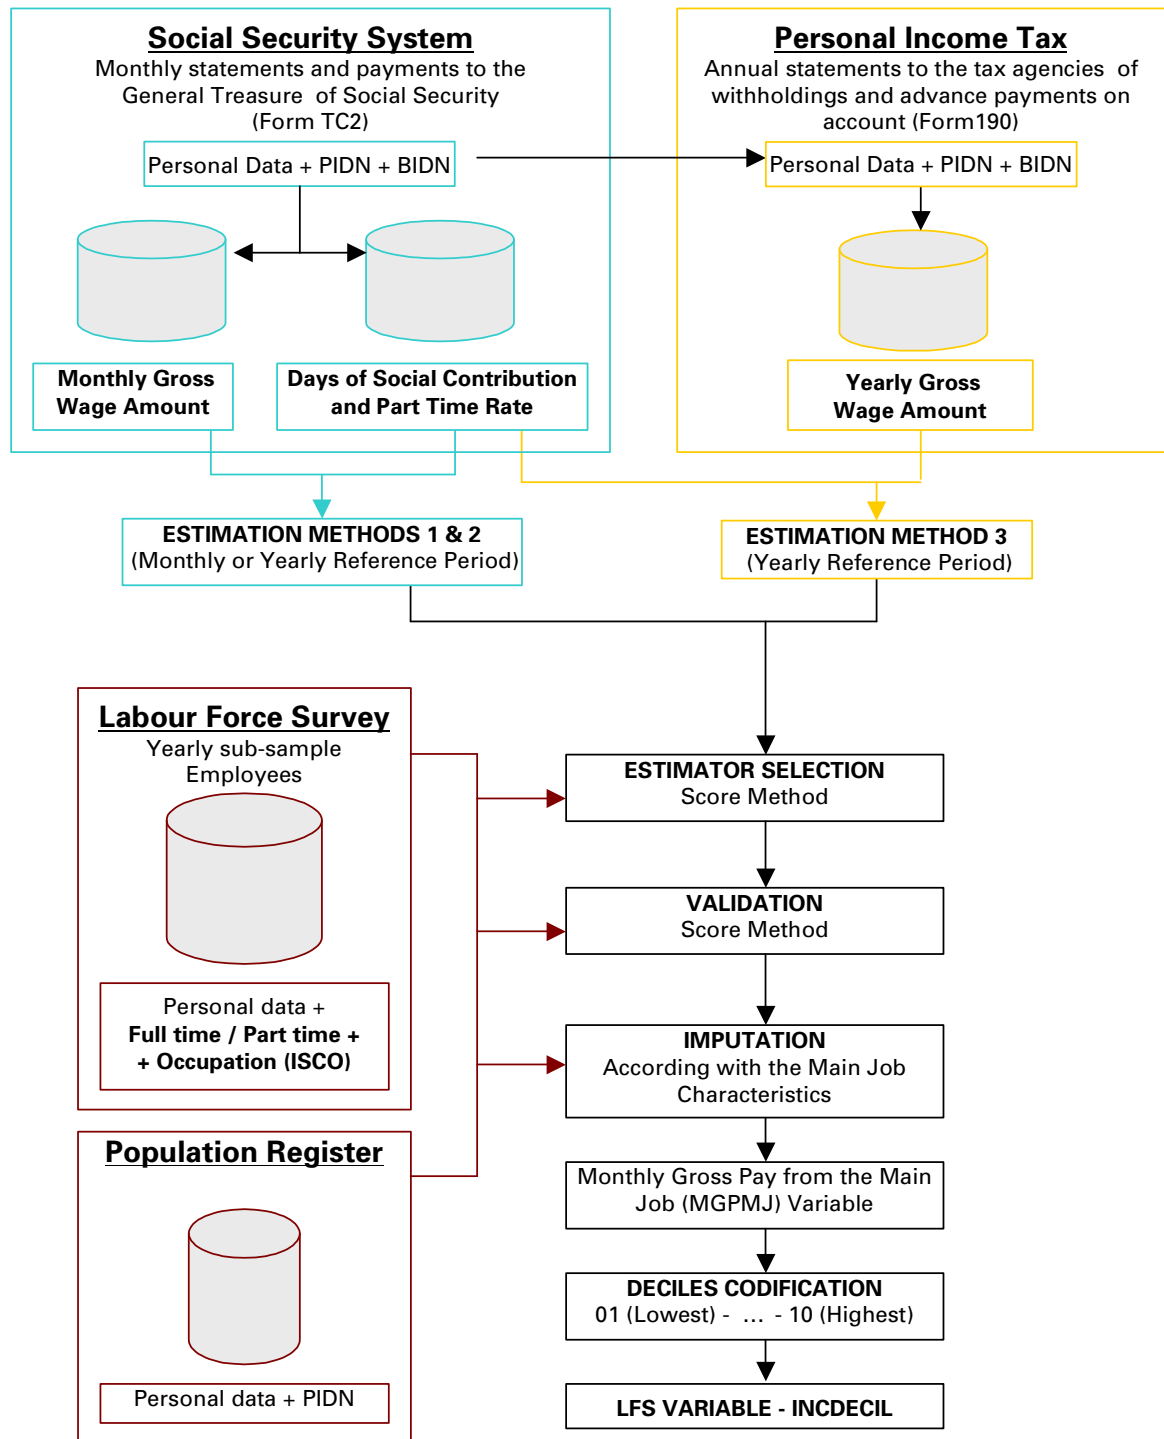 Social Security System
Monthly statements and payments to the
General Treasure of Social Security
(Form TC2)
Personal Data + PIDN + BIDN
Monthly Gross
Wage Amount
Days of Social Contribution
and Part Time Rate
Personal Income Tax
Annual statements to the tax agencies of
withholdings and advance payments on
account (Form190)
Personal Data + PIDN + BIDN
Yearly Gross
Wage Amount
ESTIMATION METHODS 1 & 2
(Monthly or Yearly Reference Period)
ESTIMATION METHOD 3
(Yearly Reference Period)
Labour Force Survey
Yearly sub-sample
Employees
Personal data +
Full time / Part time +
+ Occupation (ISCO)
Population Register
Personal data + PIDN
ESTIMATOR SELECTION
Score Method
VALIDATION
Score Method
IMPUTATION
According with the Main Job
Characteristics
Monthly Gross Pay from the Main
Job (MGPMJ) Variable
DECILES CODIFICATION
01 (Lowest) - ... - 10 (Highest)
LFS VARIABLE - INCDECIL